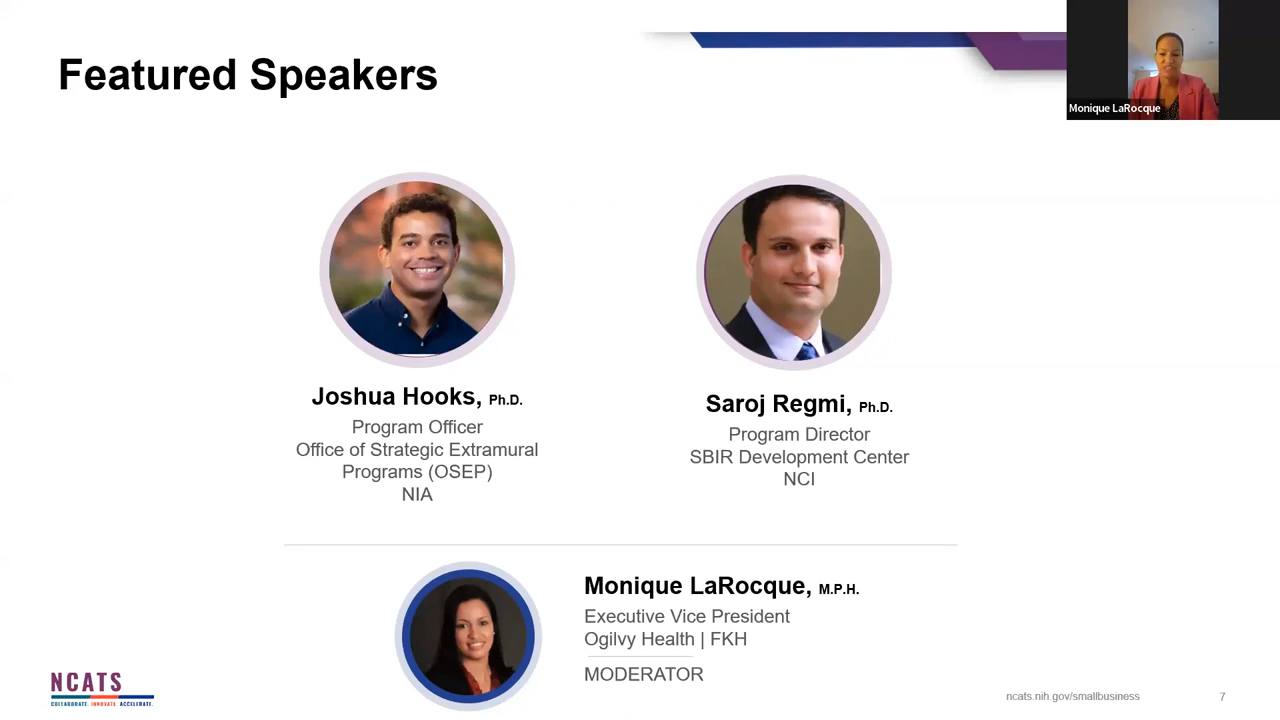 Featured Speakers
Monique LaRocque
Joshua Hooks, Ph.D.
Program Officer
Office of Strategic Extramural
Programs (OSEP)
NIA
Saroj Regmi, Ph.D.
Program Director
SBIR Development Center
NCI
Monique LaRocque, M.P.H.
Executive Vice President
Ogilvy Health | FKH
MODERATOR
NCATS
COLLABORATE. INNOVATE. ACCELERATE.
ncats.nih.gov/smallbusiness
7